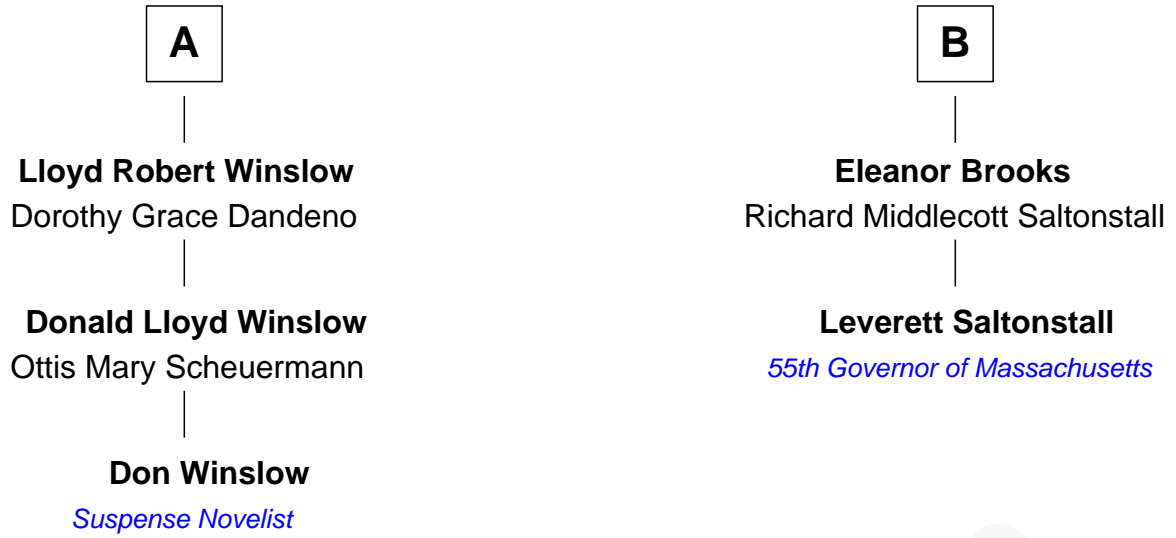 A
Lloyd Robert Winslow
Dorothy Grace Dandeno
Donald Lloyd Winslow
Ottis Mary Scheuermann
Don Winslow
Suspense Novelist
B
Eleanor Brooks
Richard Middlecott Saltonstall
Leverett Saltonstall
55th Governor of Massachusetts